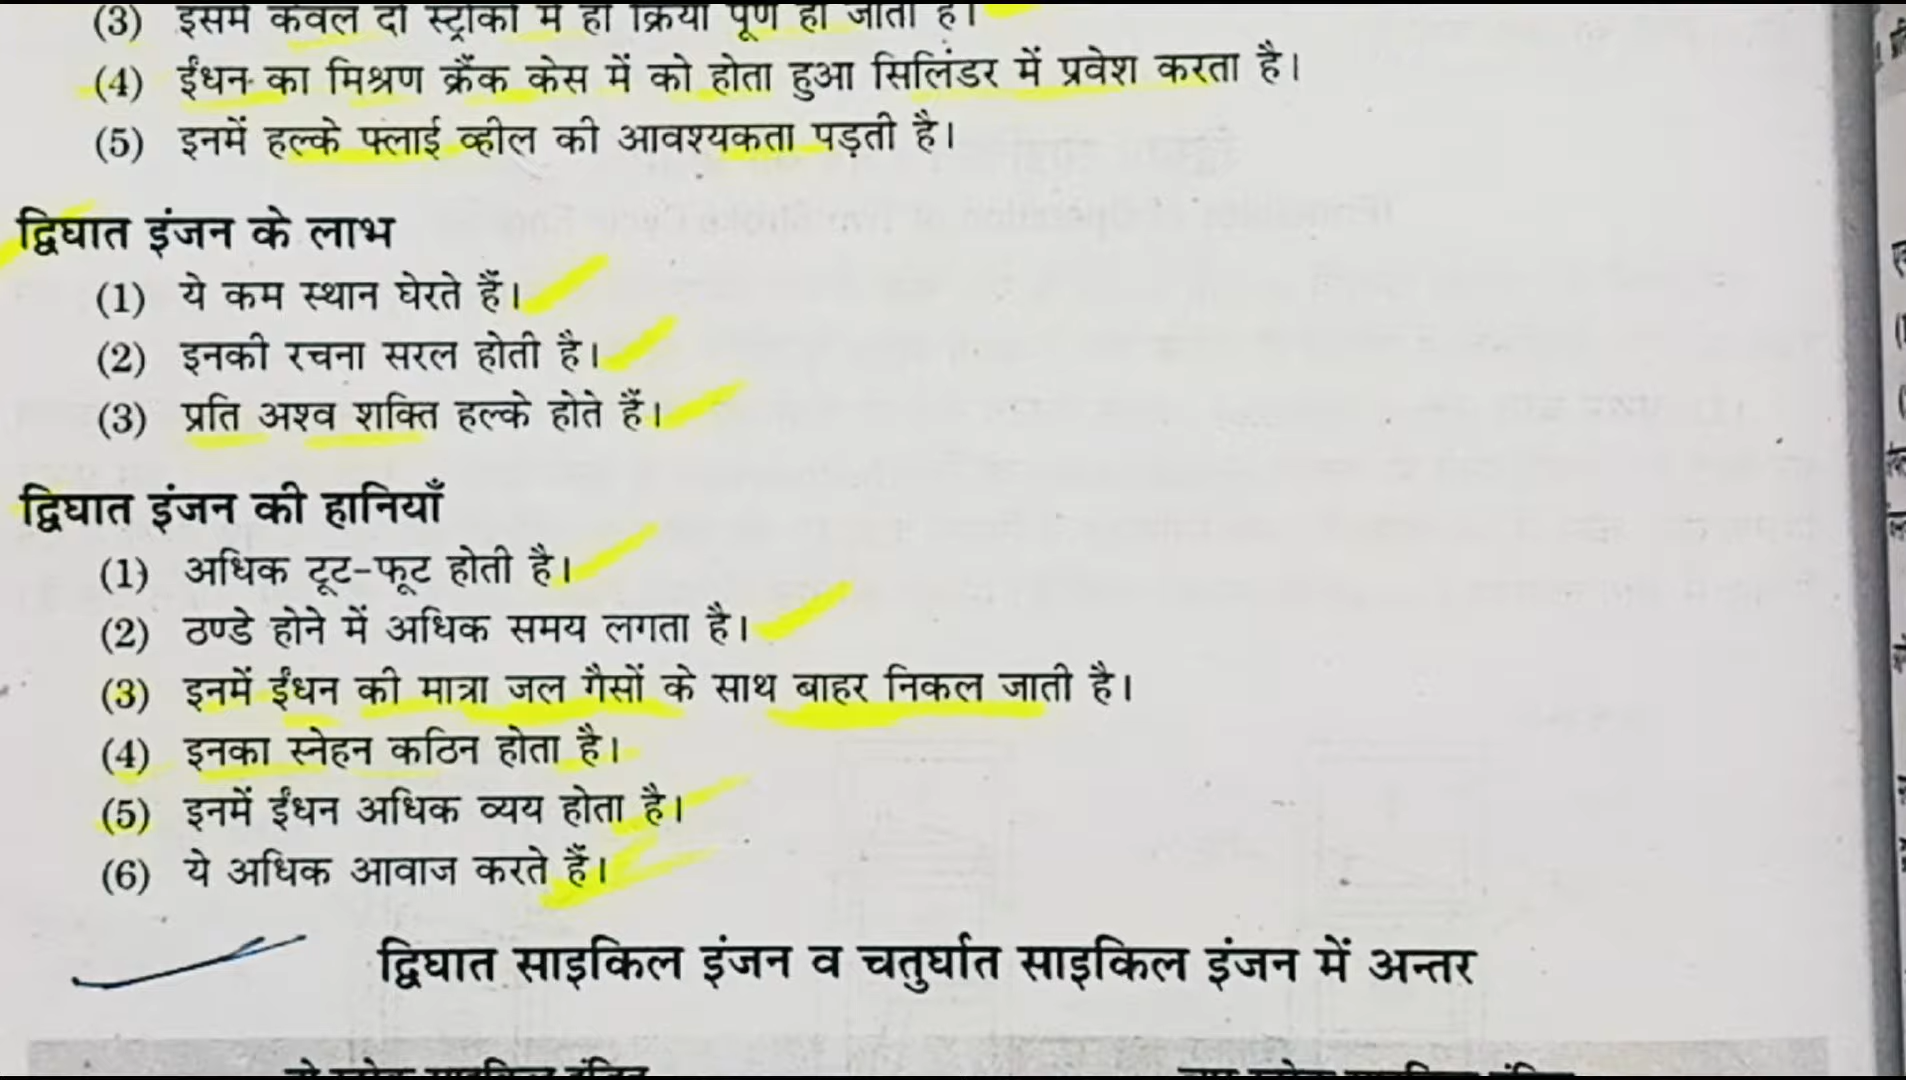 (3) इसमें केवल दो स्ट्रोकों में ही क्रिया पूर्ण हो जाती है।
(4) ईंधन का मिश्रण क्रैंक केस में को होता हुआ सिलिंडर में प्रवेश करता है।
(5) इनमें हल्के फ्लाई व्हील की आवश्यकता पड़ती है।
द्विघात इंजन के लाभ
(1) ये कम स्थान घेरते हैं।
(2) इनकी रचना सरल होती है।
(3) प्रति अश्व शक्ति हल्के होते हैं।
द्विघात इंजन की हानियाँ
(1) अधिक टूट-फूट होती है।
(2) ठण्डे होने में अधिक समय लगता है।
(3) इनमें ईंधन की मात्रा जल गैसों के साथ बाहर निकल जाती है।
(4) इनका स्नेहन कठिन होता है।
(5) इनमें ईंधन अधिक व्यय होता है।
(6) ये अधिक आवाज करते हैं।
द्विघात साइकिल इंजन व चतुर्घात साइकिल इंजन में अन्तर